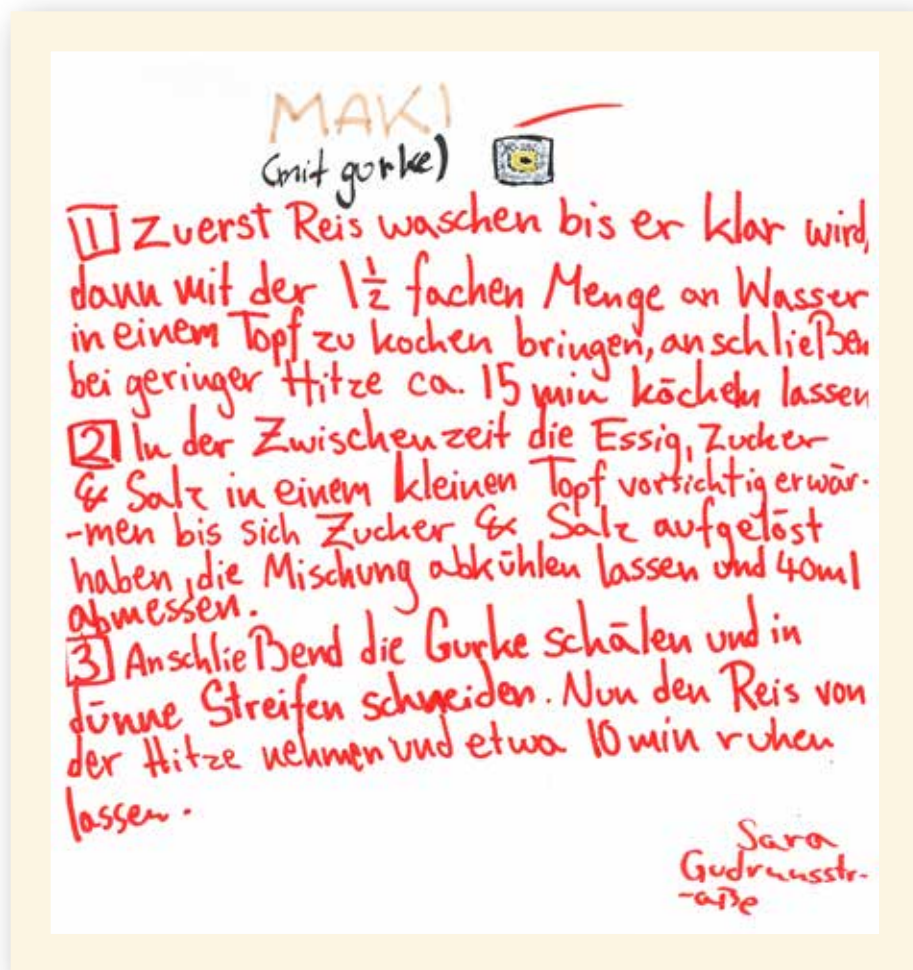 MAKI
(mit gurke)
1 Zuerst Reis waschen bis er klar wird,
dann mit der 1 1/2 fachen Menge an Wasser
in einem Topf zu kochen bringen, anschließen
bei geringer Hitze ca. 15 min köcheln lassen
2 In der Zwischenzeit die Essig, Zucker
& Salz in einem kleinen Topf vorsichtig erwär-
-men bis sich Zucker & Salz aufgelöst
haben, die Mischung abkühlen lassen und 40ml
abmessen.
3 Anschließend die Gurke schälen und in
dünne Streifen schneiden. Nun den Reis von
der Hitze nehmen und etwa 10 min ruhen
lassen.
Sara
Gudrunsstr-
-aße